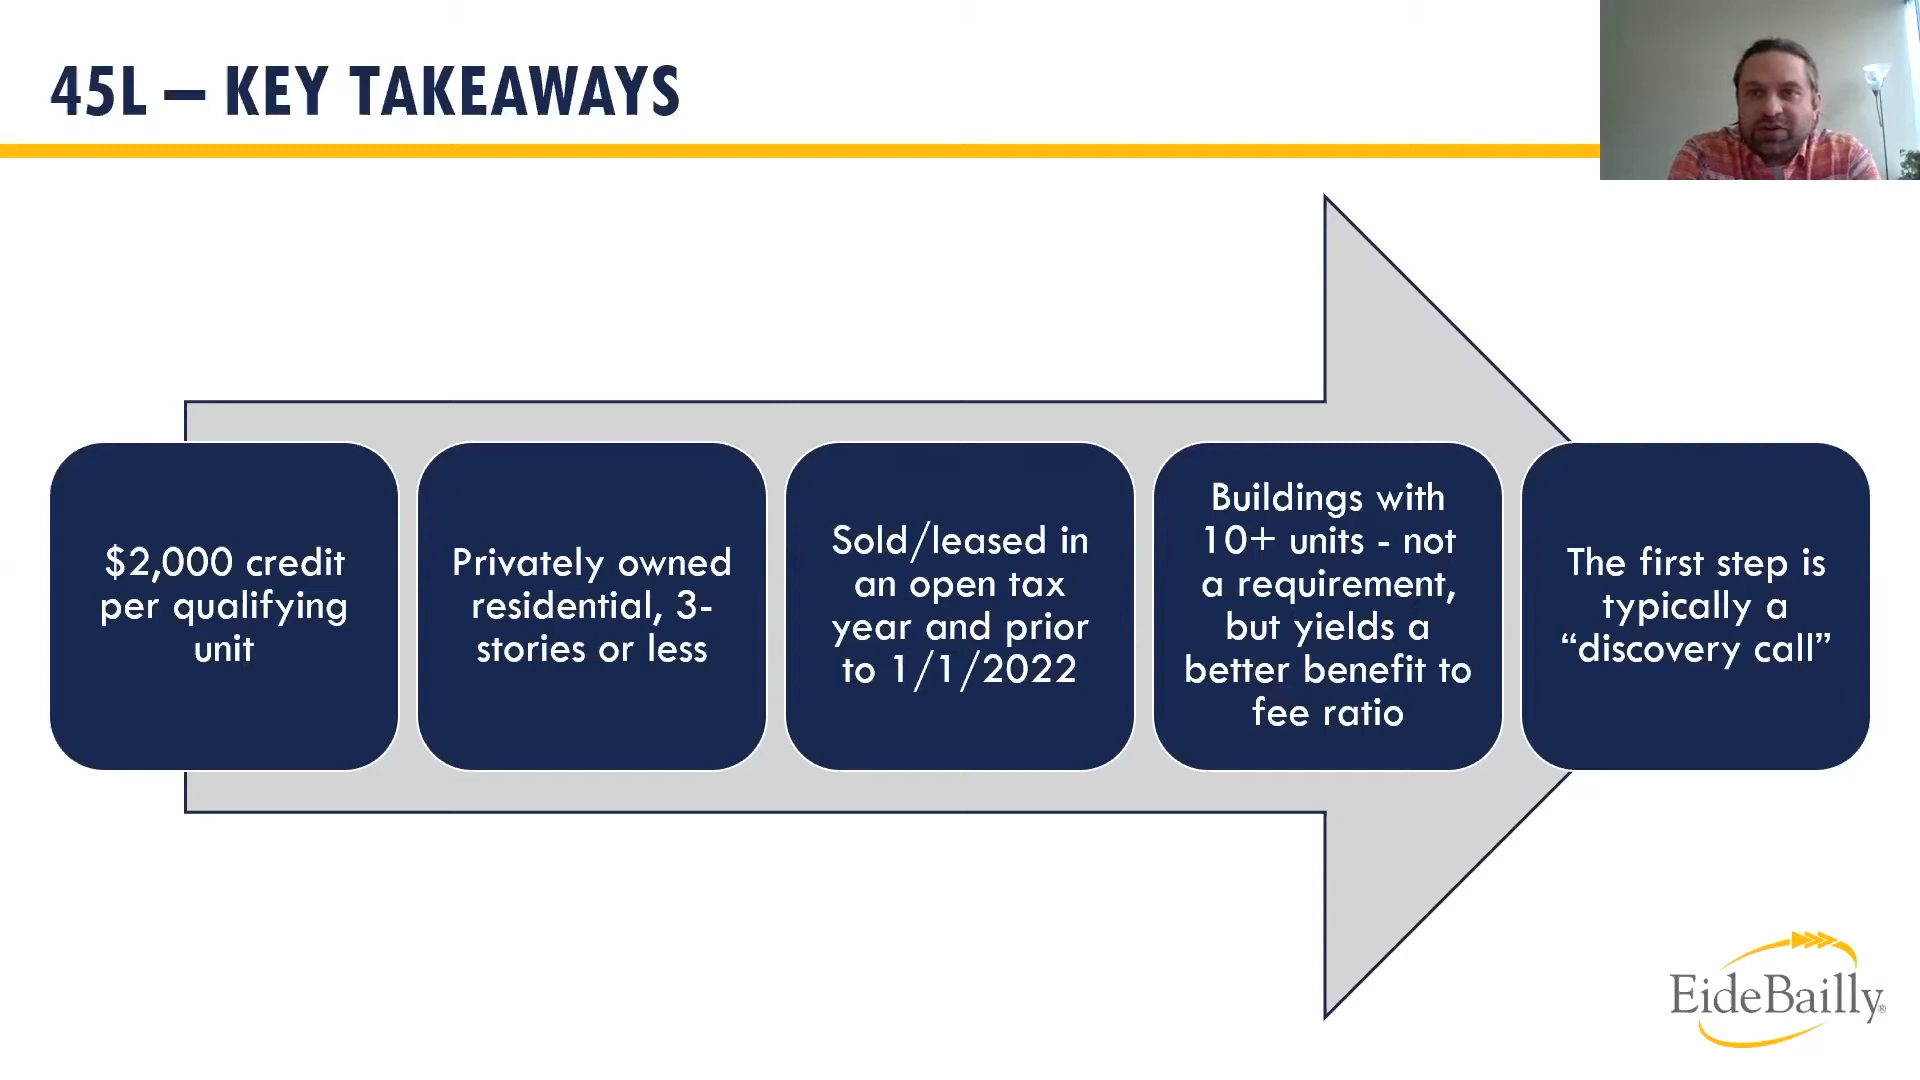 45L – KEY TAKEAWAYS
$2,000 credit
per qualifying
unit
Privately owned
residential, 3-
stories or less
Sold/leased in
an open tax
year and prior
to 1/1/2022
Buildings with
10+ units - not
a requirement,
but yields a
better benefit to
fee ratio
The first step is
typically a
“discovery call”
EideBailly®